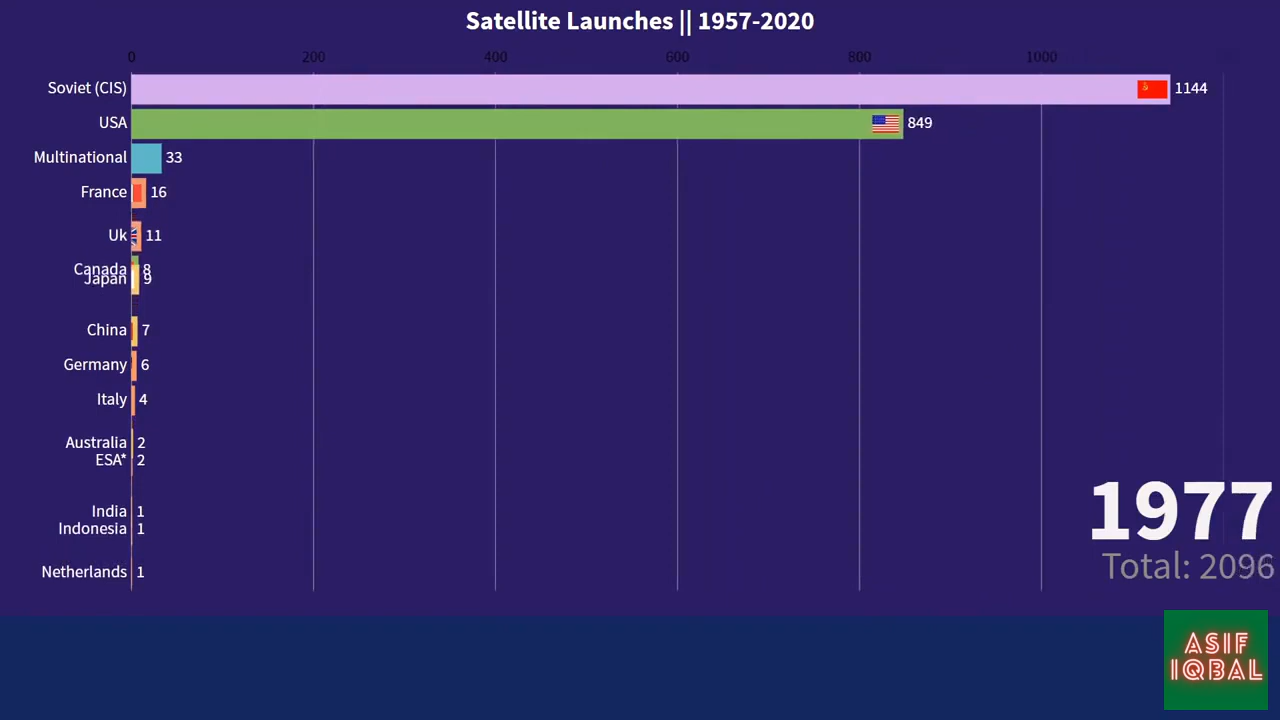 Satellite Launches || 1957-2020
0 200 400 600 800 1000
Soviet (CIS) 1144
USA 849
Multinational 33
France 16
Uk 11
Canada 8
Japan 9
China 7
Germany 6
Italy 4
Australia 2
ESA* 2
India 1
Indonesia 1
Netherlands 1
1977
Total: 2096
ASIF
IQBAL